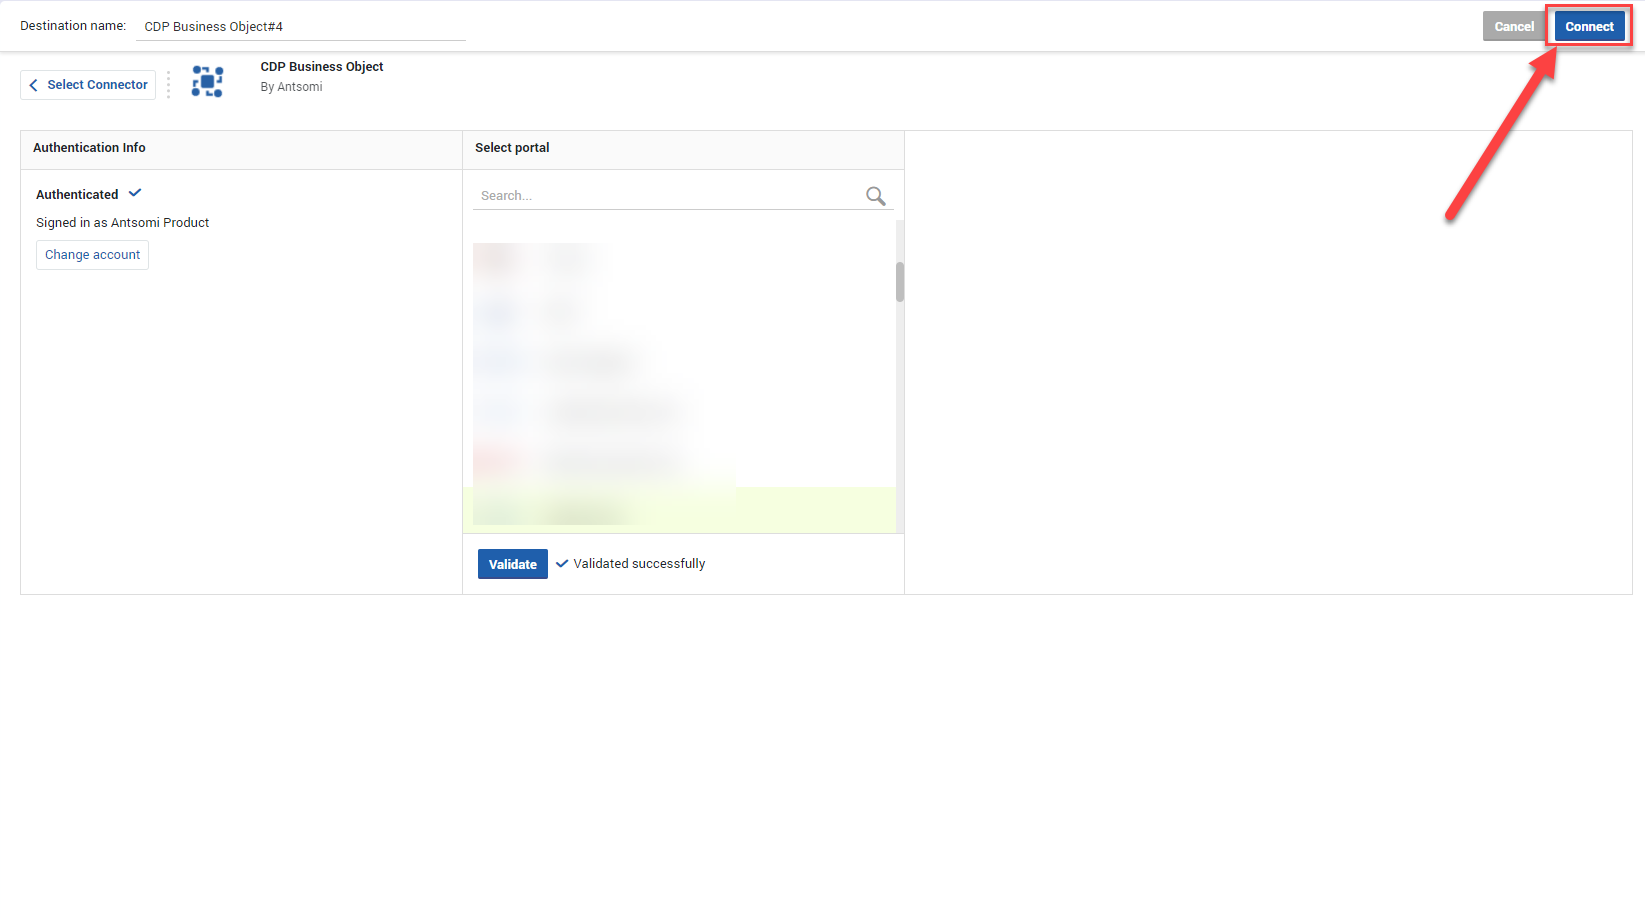 Destination name: CDP Business Object#4
Cancel
Connect
Select Connector
CDP Business Object
By Antsomi
Authentication Info
Select portal
Authenticated
Search...
Signed in as Antsomi Product
Change account
Validate
Validated successfully